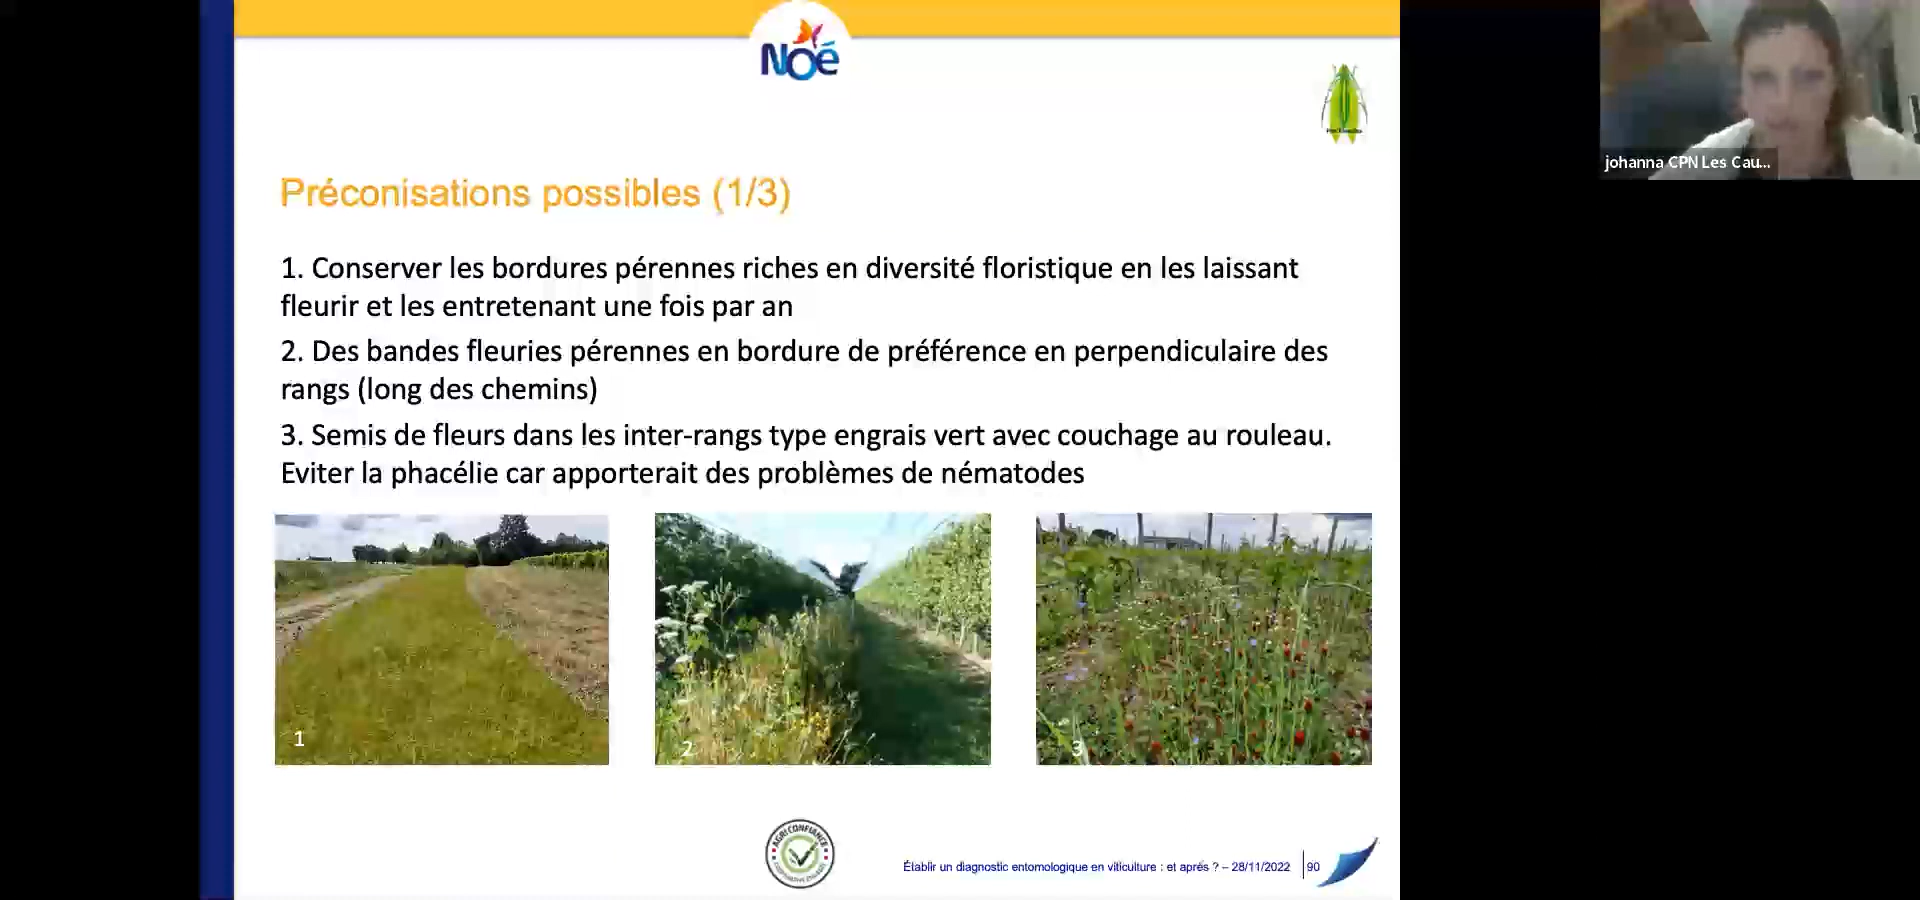 Noé
johanna CPN Les Cau...
Préconisations possibles (1/3)
1. Conserver les bordures pérennes riches en diversité floristique en les laissant
fleurir et les entretenant une fois par an
2. Des bandes fleuries pérennes en bordure de préférence en perpendiculaire des
rangs (long des chemins)
3. Semis de fleurs dans les inter-rangs type engrais vert avec couchage au rouleau.
Eviter la phacélie car apporterait des problèmes de nématodes
1
2
3
AGRI CONFIANCE
Établir un diagnostic entomologique en viticulture : et après ? – 28/11/2022
90